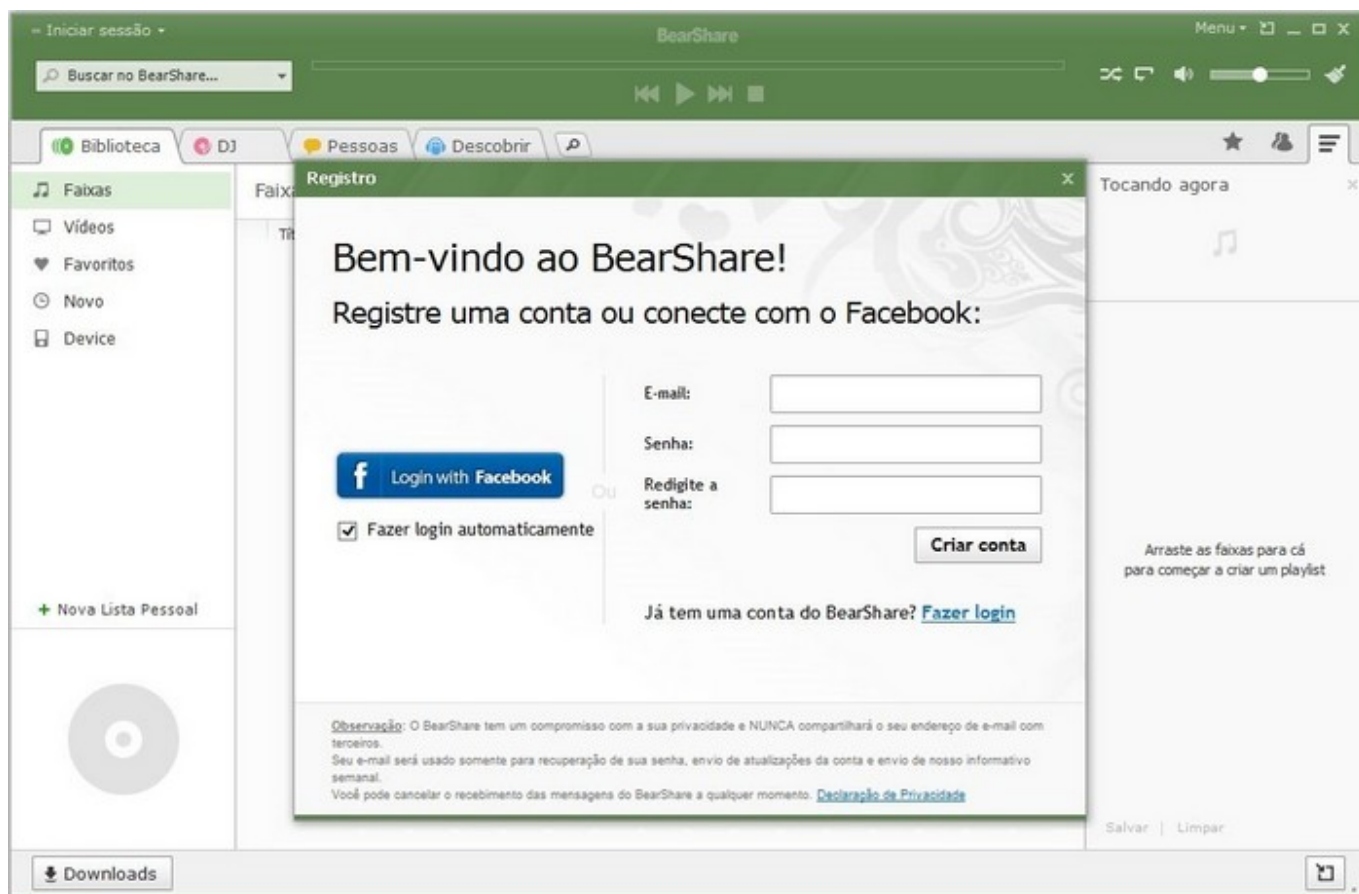 Iniciar sessão
BearShare
Menu
Buscar no BearShare...
Biblioteca
DJ
Pessoas
Descobrir
Faixas
Vídeos
Favoritos
Novo
Device
+ Nova Lista Pessoal
Faixa
Tít
Registro
Bem-vindo ao BearShare!
Registre uma conta ou conecte com o Facebook:
f Login with Facebook
Fazer login automaticamente
Ou
E-mail:
Senha:
Redigite a
senha:
Criar conta
Já tem uma conta do BearShare? Fazer login
Observação: O BearShare tem um compromisso com a sua privacidade e NUNCA compartilhará o seu endereço de e-mail com
terceiros.
Seu e-mail será usado somente para recuperação de sua senha, envio de atualizações da conta e envio de nosso informativo
semanal.
Você pode cancelar o recebimento das mensagens do BearShare a qualquer momento. Declaração de Privacidade
Tocando agora
Arraste as faixas para cá
para começar a criar um playlist
Salvar | Limpar
Downloads